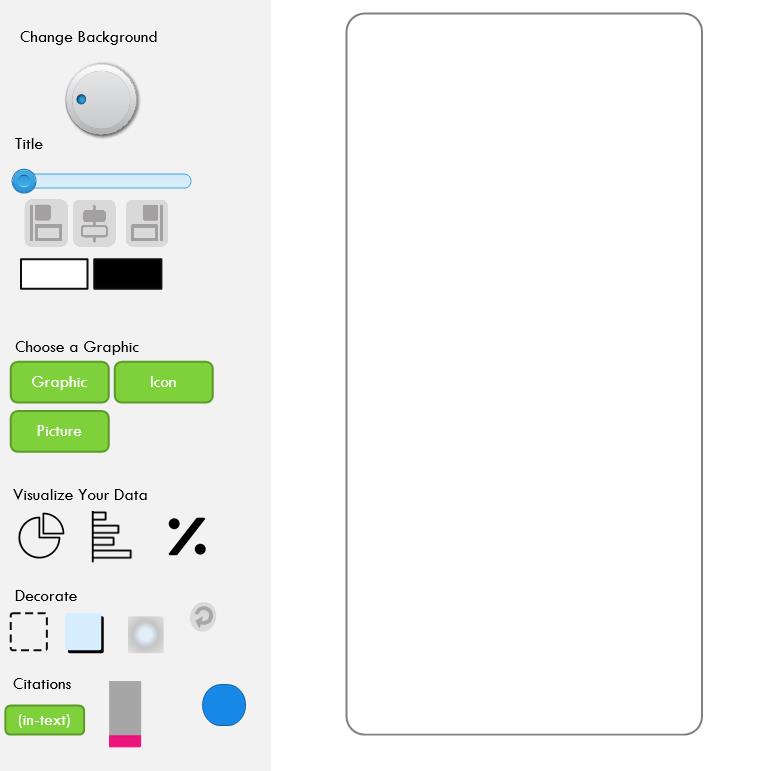 Change Background
Title
Choose a Graphic
Graphic
Icon
Picture
Visualize Your Data
Decorate
Citations
(in-text)